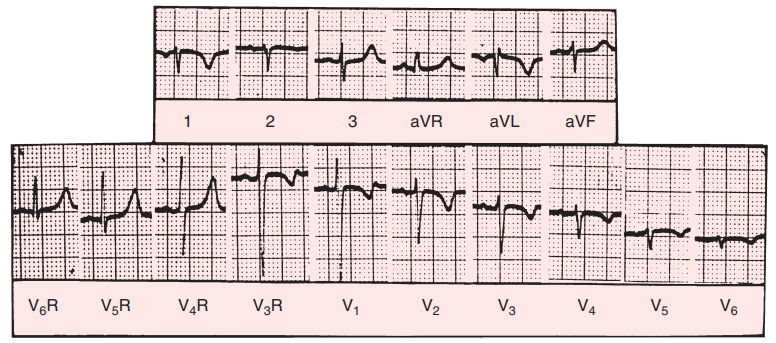 1 2 3 aVR aVL aVF
V₆R V₅R V₄R V₃R V₁ V₂ V₃ V₄ V₅ V₆